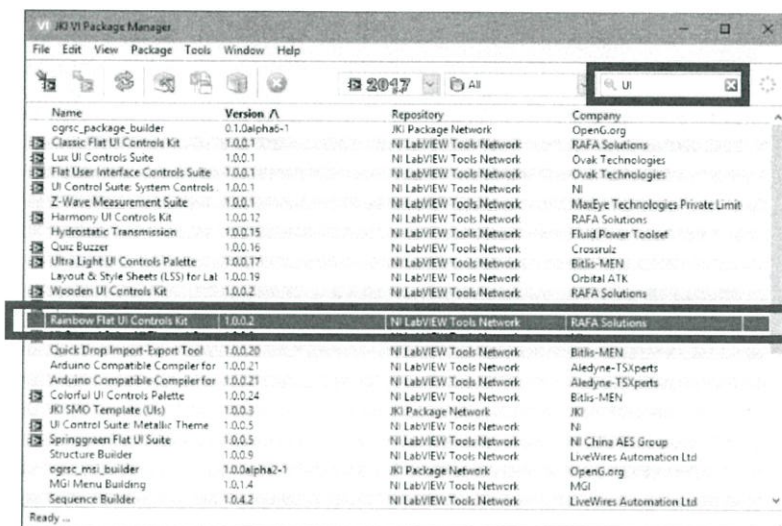 VI JKI VI Package Manager
File Edit View Package Tools Window Help
2017 All UI
Name Version Repository Company
ogrsc_package_builder 0.1.0alpha6-1 JKI Package Network OpenG.org
Classic Flat UI Controls Kit 1.0.0.1 NI LabVIEW Tools Network RAFA Solutions
Lux UI Controls Suite 1.0.0.1 NI LabVIEW Tools Network Ovak Technologies
Flat User Interface Controls Suite 1.0.0.1 NI LabVIEW Tools Network Ovak Technologies
UI Control Suite: System Controls 1.0.0.1 NI LabVIEW Tools Network NI
Z-Wave Measurement Suite 1.0.0.1 NI LabVIEW Tools Network MaxEye Technologies Private Limit
Harmony UI Controls Kit 1.0.0.12 NI LabVIEW Tools Network RAFA Solutions
Hydrostatic Transmission 1.0.0.15 NI LabVIEW Tools Network Fluid Power Toolset
Quiz Buzzer 1.0.0.16 NI LabVIEW Tools Network Crossrulz
Ultra Light UI Controls Palette 1.0.0.17 NI LabVIEW Tools Network Bitlis-MEN
Layout & Style Sheets (LSS) for Lab 1.0.0.19 NI LabVIEW Tools Network Orbital ATK
Wooden UI Controls Kit 1.0.0.2 NI LabVIEW Tools Network RAFA Solutions
Rainbow Flat UI Controls Kit 1.0.0.2 NI LabVIEW Tools Network RAFA Solutions
Quick Drop Import-Export Tool 1.0.0.20 NI LabVIEW Tools Network Bitlis-MEN
Arduino Compatible Compiler for 1.0.0.21 NI LabVIEW Tools Network Aledyne-TSXperts
Arduino Compatible Compiler for 1.0.0.21 NI LabVIEW Tools Network Aledyne-TSXperts
Colorful UI Controls Palette 1.0.0.24 NI LabVIEW Tools Network Bitlis-MEN
JKI SMO Template (UIs) 1.0.0.3 JKI Package Network JKI
UI Control Suite: Metallic Theme 1.0.0.5 NI LabVIEW Tools Network NI
Springgreen Flat UI Suite 1.0.0.5 NI LabVIEW Tools Network NI China AES Group
Structure Builder 1.0.0.9 NI LabVIEW Tools Network LiveWires Automation Ltd
ogrsc_msi_builder 1.0.0alpha2-1 JKI Package Network OpenG.org
MGI Menu Building 1.0.1.4 NI LabVIEW Tools Network MGI
Sequence Builder 1.0.4.2 NI LabVIEW Tools Network LiveWires Automation Ltd
Ready ...